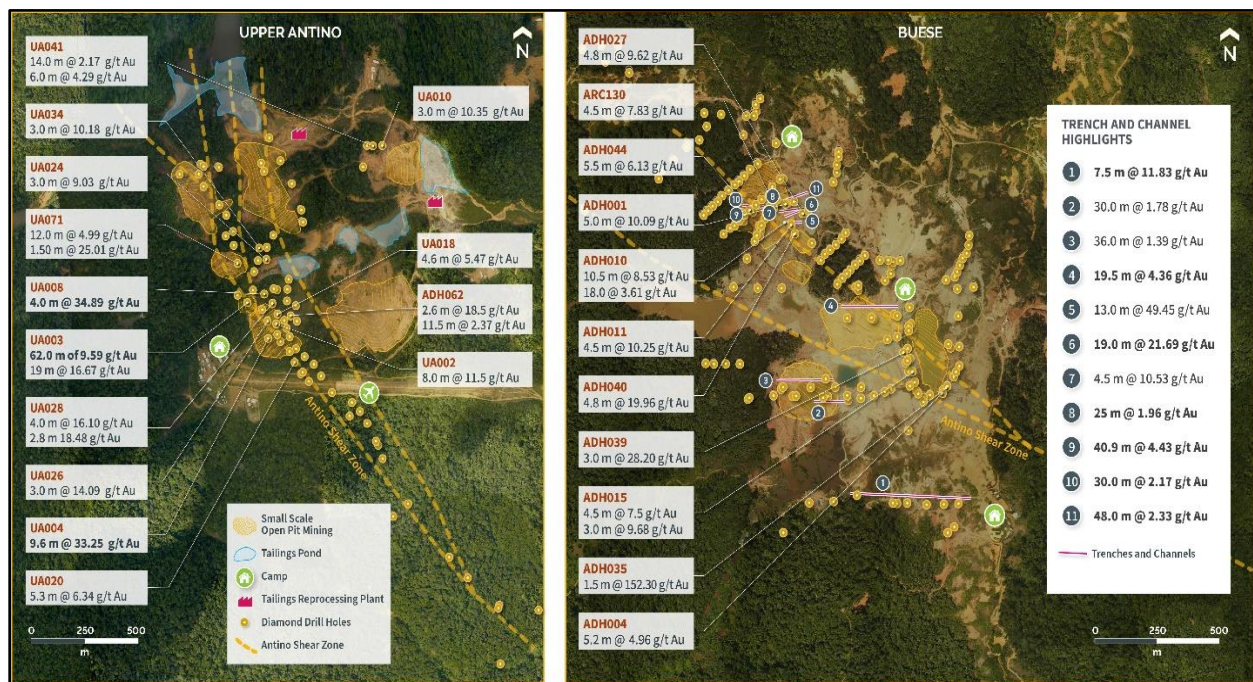 UPPER ANTINO
N
UA041
14.0 m @ 2.17 g/t Au
6.0 m @ 4.29 g/t Au
UA034
3.0 m @ 10.18 g/t Au
UA024
3.0 m @ 9.03 g/t Au
UA071
12.0 m @ 4.99 g/t Au
1.50 m @ 25.01 g/t Au
UA008
4.0 m @ 34.89 g/t Au
UA003
62.0 m of 9.59 g/t Au
19 m @ 16.67 g/t Au
UA028
4.0 m @ 16.10 g/t Au
2.8 m 18.48 g/t Au
UA026
3.0 m @ 14.09 g/t Au
UA004
9.6 m @ 33.25 g/t Au
UA020
5.3 m @ 6.34 g/t Au
UA010
3.0 m @ 10.35 g/t Au
UA018
4.6 m @ 5.47 g/t Au
ADH062
2.6 m @ 18.5 g/t Au
11.5 m @ 2.37 g/t Au
UA002
8.0 m @ 11.5 g/t Au
Antino Shear Zone
Small Scale
Open Pit Mining
Tailings Pond
Camp
Tailings Reprocessing Plant
Diamond Drill Holes
Antino Shear Zone
0 250 500
m
BUESE
N
ADH027
4.8 m @ 9.62 g/t Au
ARC130
4.5 m @ 7.83 g/t Au
ADH044
5.5 m @ 6.13 g/t Au
ADH001
5.0 m @ 10.09 g/t Au
ADH010
10.5 m @ 8.53 g/t Au
18.0 m @ 3.61 g/t Au
ADH011
4.5 m @ 10.25 g/t Au
ADH040
4.8 m @ 19.96 g/t Au
ADH039
3.0 m @ 28.20 g/t Au
ADH015
4.5 m @ 7.5 g/t Au
3.0 m @ 9.68 g/t Au
ADH035
1.5 m @ 152.30 g/t Au
ADH004
5.2 m @ 4.96 g/t Au
11
10
8
6
9
7
5
4
3
2
1
Antino Shear Zone
TRENCH AND CHANNEL
HIGHLIGHTS
1 7.5 m @ 11.83 g/t Au
2 30.0 m @ 1.78 g/t Au
3 36.0 m @ 1.39 g/t Au
4 19.5 m @ 4.36 g/t Au
5 13.0 m @ 49.45 g/t Au
6 19.0 m @ 21.69 g/t Au
7 4.5 m @ 10.53 g/t Au
8 25 m @ 1.96 g/t Au
9 40.9 m @ 4.43 g/t Au
10 30.0 m @ 2.17 g/t Au
11 48.0 m @ 2.33 g/t Au
Trenches and Channels
0 250 500
m